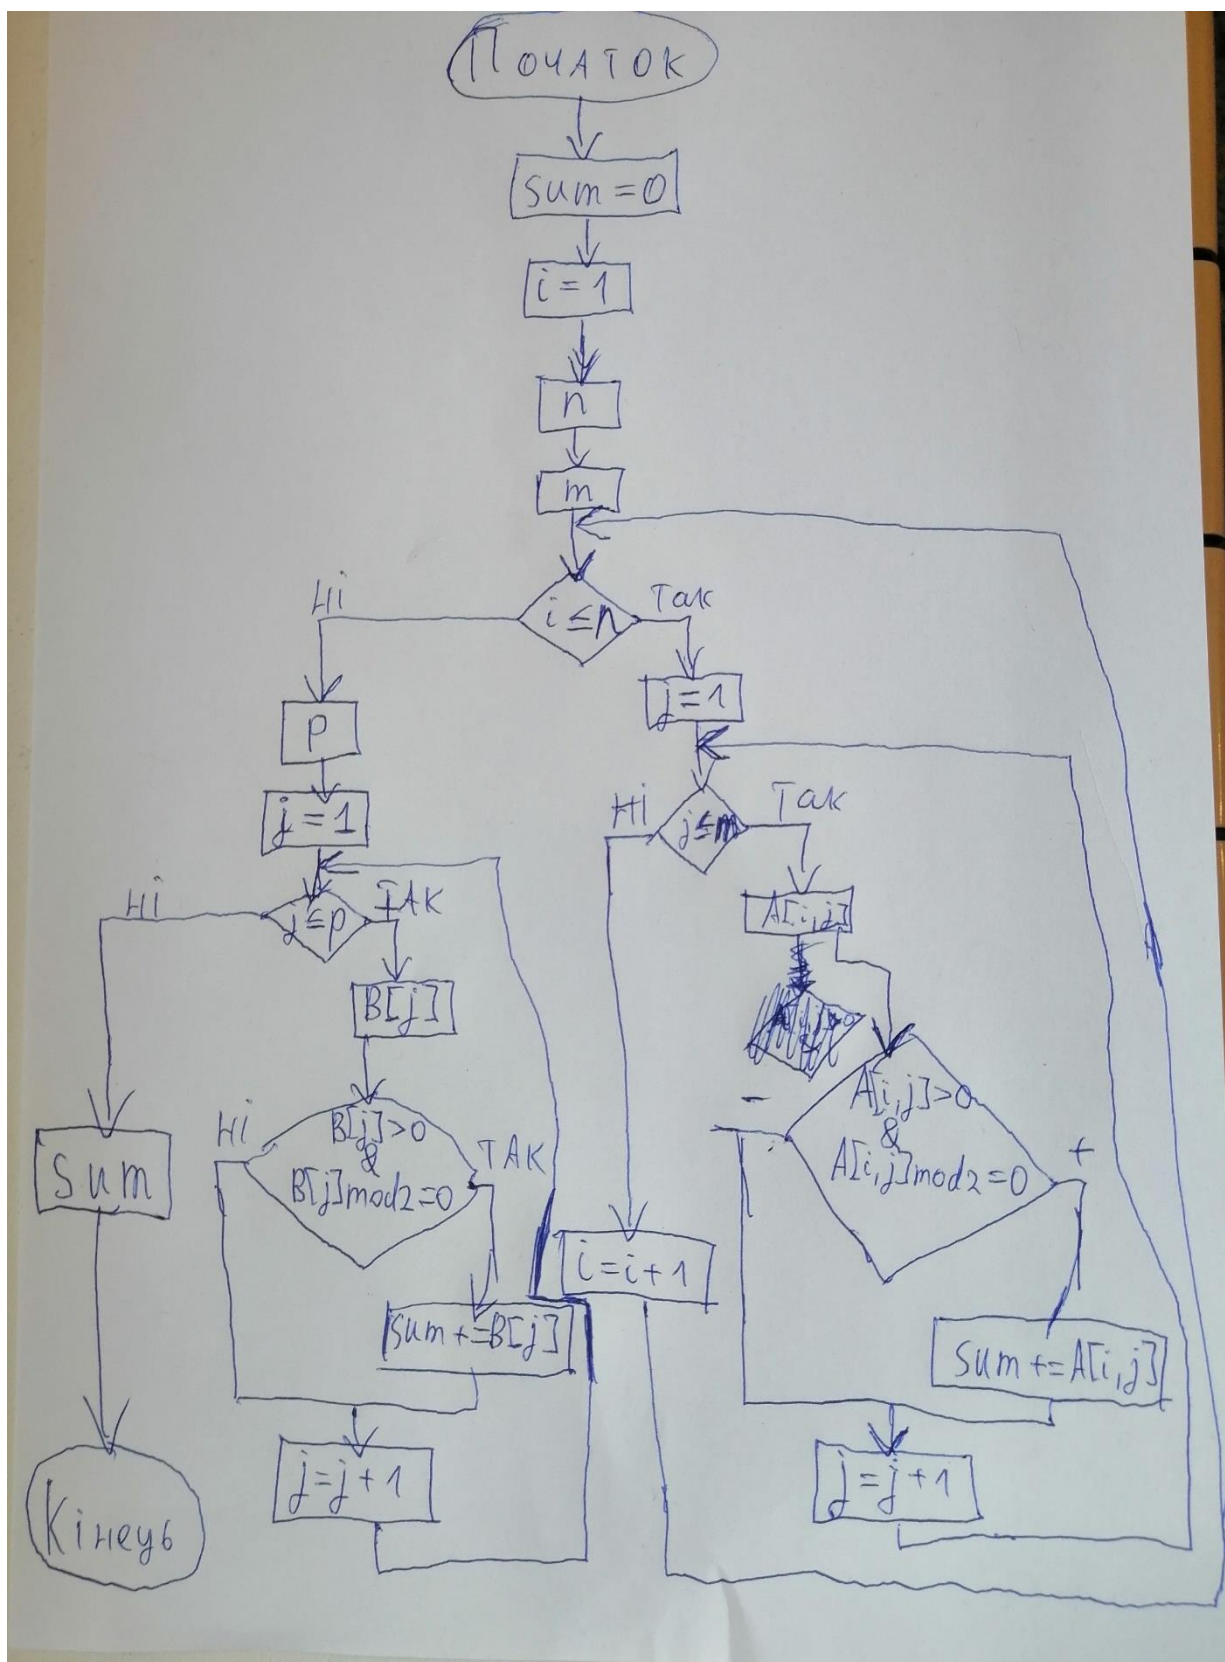 ПОЧАТОК
sum=0
i=1
n
m
i≤n
Ні
Так
p
j=1
j=1
j≤m
Ні
Так
j≤p
Ні
ТАК
A[i,j]
B[j]
A[i,j]>0
&
A[i,j]mod2=0
-
+
B[j]>0
&
B[j]mod2=0
Ні
ТАК
sum
i=i+1
sum+=B[j]
sum+=A[i,j]
j=j+1
j=j+1
Кінець